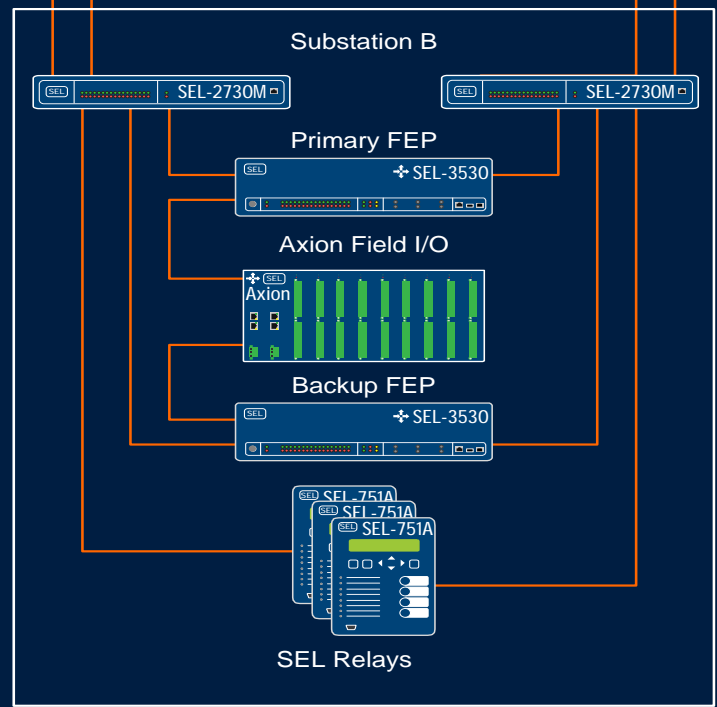 Substation B
SEL SEL-2730M
SEL SEL-2730M
Primary FEP
SEL SEL-3530
Axion Field I/O
SEL
Axion
Backup FEP
SEL SEL-3530
SEL SEL-751A
SEL SEL-751A
SEL SEL-751A
SEL Relays